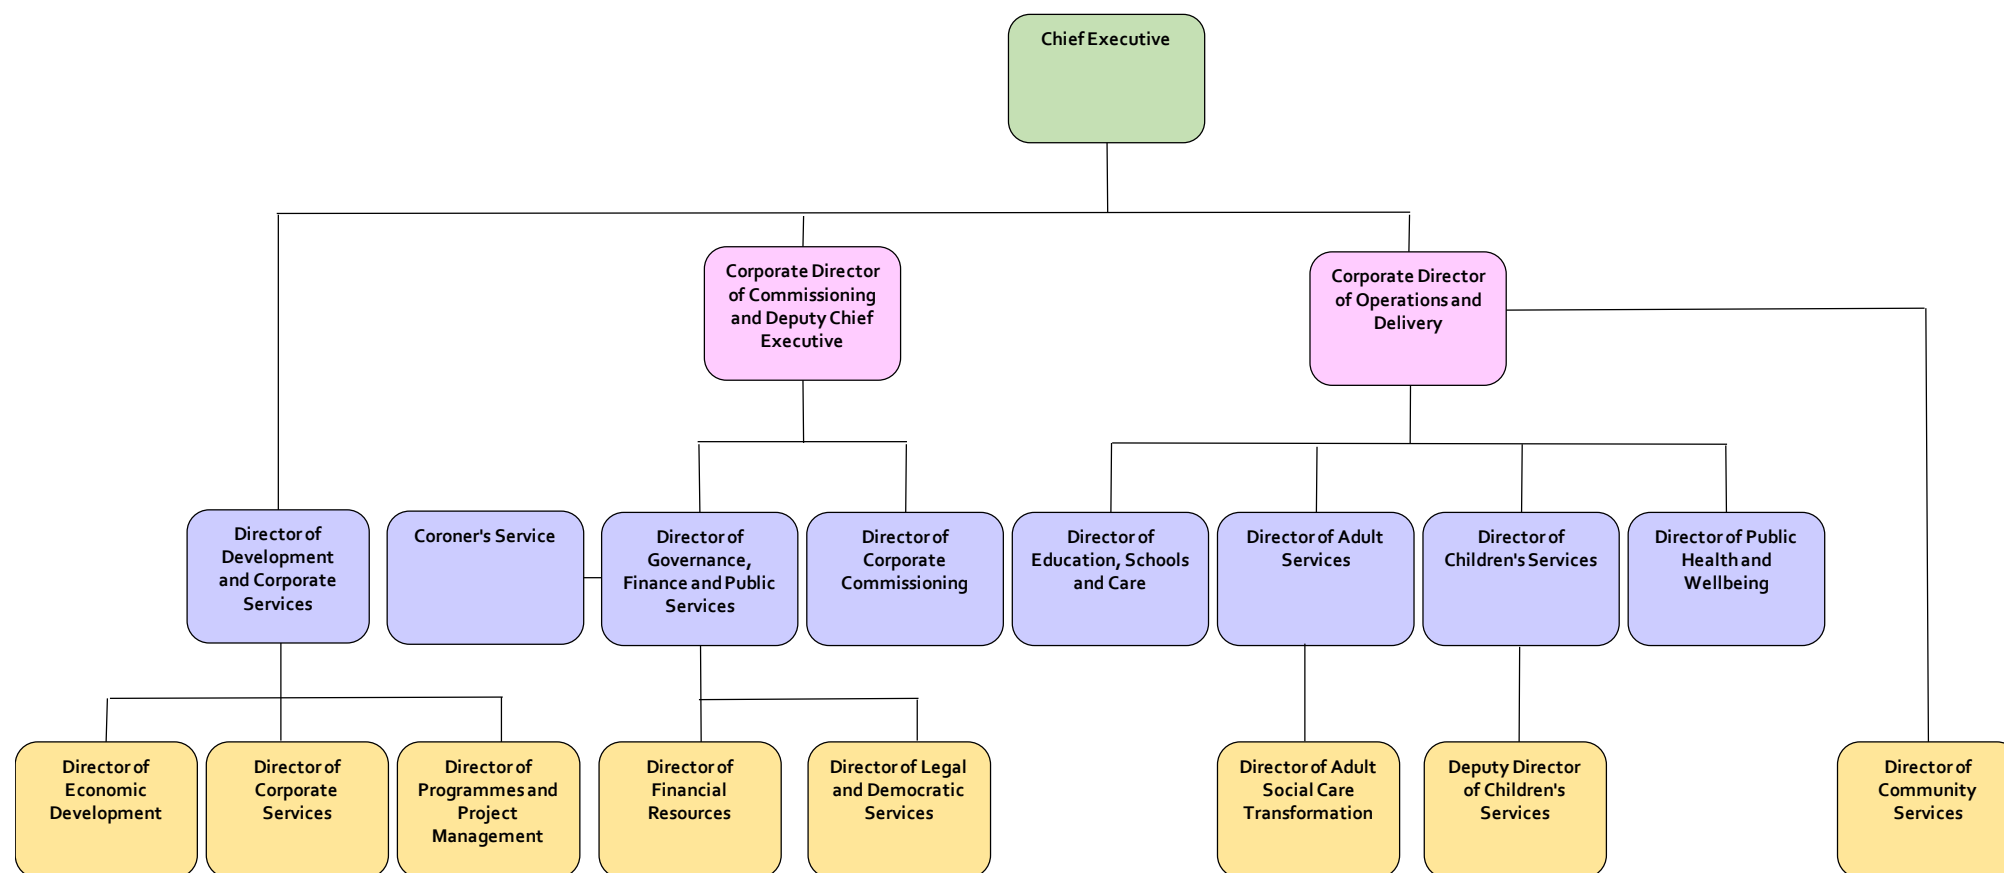 Chief Executive
Corporate Director
of Commissioning
and Deputy Chief
Executive
Corporate Director
of Operations and
Delivery
Director of
Development
and Corporate
Services
Coroner's Service
Director of
Governance,
Finance and Public
Services
Director of
Corporate
Commissioning
Director of
Education, Schools
and Care
Director of Adult
Services
Director of
Children's Services
Director of Public
Health and
Wellbeing
Director of
Economic
Development
Director of
Corporate
Services
Director of
Programmes and
Project
Management
Director of
Financial
Resources
Director of Legal
and Democratic
Services
Director of Adult
Social Care
Transformation
Deputy Director
of Children's
Services
Director of
Community
Services